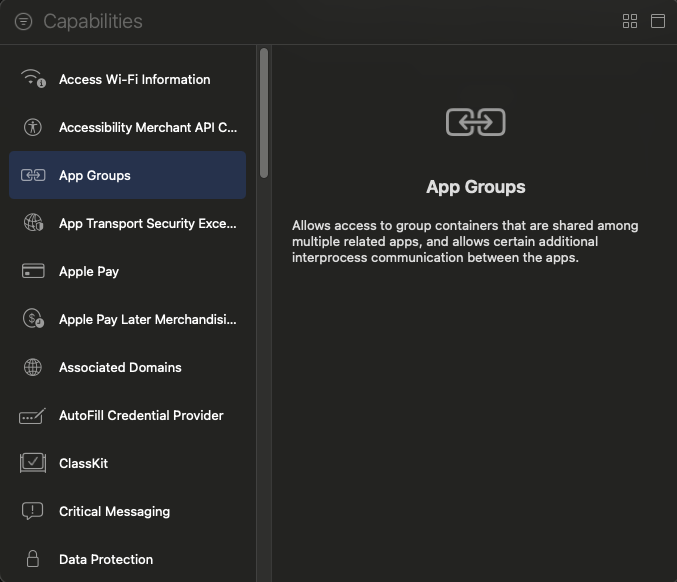 Capabilities
Access Wi-Fi Information
Accessibility Merchant API C...
App Groups
App Transport Security Exce...
Apple Pay
Apple Pay Later Merchandisi...
Associated Domains
AutoFill Credential Provider
ClassKit
Critical Messaging
Data Protection
App Groups
Allows access to group containers that are shared among
multiple related apps, and allows certain additional
interprocess communication between the apps.